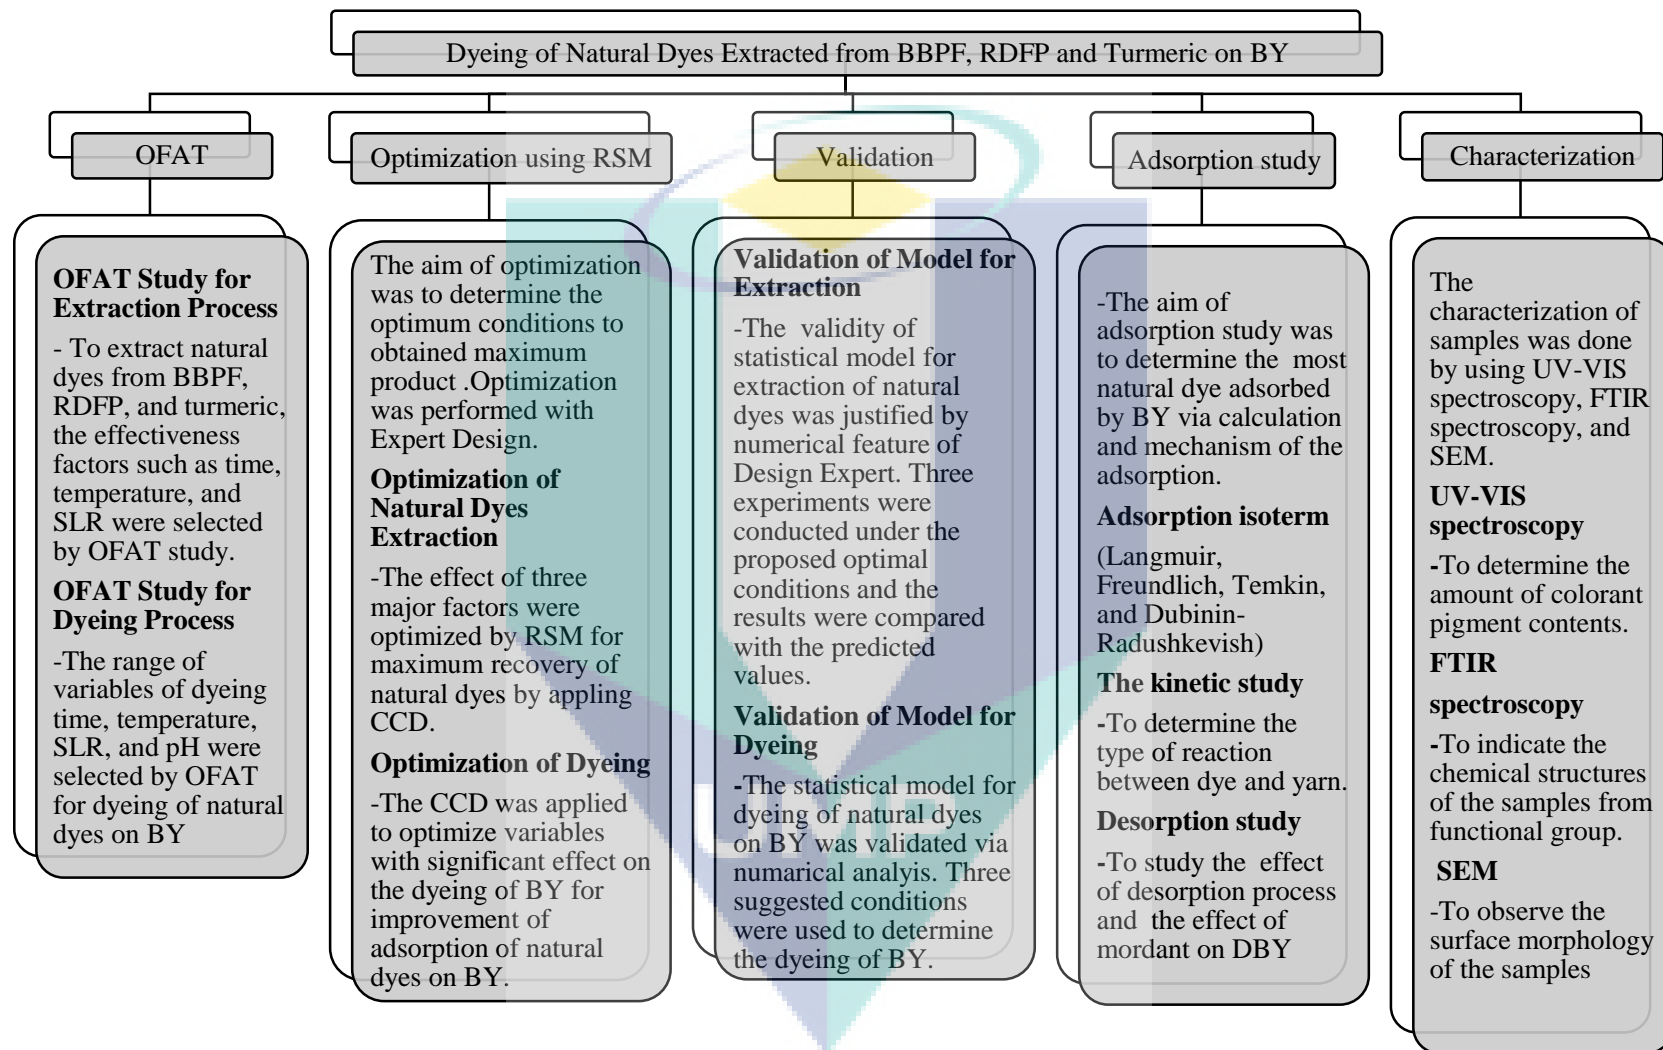 Dyeing of Natural Dyes Extracted from BBPF, RDFP and Turmeric on BY
OFAT
OFAT Study for
Extraction Process
- To extract natural
dyes from BBPF,
RDFP, and turmeric,
the effectiveness
factors such as time,
temperature, and
SLR were selected
by OFAT study.
OFAT Study for
Dyeing Process
-The range of
variables of dyeing
time, temperature,
SLR, and pH were
selected by OFAT
for dyeing of natural
dyes on BY
Optimization using RSM
The aim of optimization
was to determine the
optimum conditions to
obtained maximum
product .Optimization
was performed with
Expert Design.
Optimization of
Natural Dyes
Extraction
-The effect of three
major factors were
optimized by RSM for
maximum recovery of
natural dyes by appling
CCD.
Optimization of Dyeing
-The CCD was applied
to optimize variables
with significant effect on
the dyeing of BY for
improvement of
adsorption of natural
dyes on BY.
Validation
Validation of Model for
Extraction
-The validity of
statistical model for
extraction of natural
dyes was justified by
numerical feature of
Design Expert. Three
experiments were
conducted under the
proposed optimal
conditions and the
results were compared
with the predicted
values.
Validation of Model for
Dyeing
-The statistical model for
dyeing of natural dyes
on BY was validated via
numarical analyis. Three
suggested conditions
were used to determine
the dyeing of BY.
Adsorption study
-The aim of
adsorption study was
to determine the most
natural dye adsorbed
by BY via calculation
and mechanism of the
adsorption.
Adsorption isoterm
(Langmuir,
Freundlich, Temkin,
and Dubinin-
Radushkevish)
The kinetic study
-To determine the
type of reaction
between dye and yarn.
Desorption study
-To study the effect
of desorption process
and the effect of
mordant on DBY
Characterization
The
characterization of
samples was done
by using UV-VIS
spectroscopy, FTIR
spectroscopy, and
SEM.
UV-VIS
spectroscopy
-To determine the
amount of colorant
pigment contents.
FTIR
spectroscopy
-To indicate the
chemical structures
of the samples from
functional group.
SEM
-To observe the
surface morphology
of the samples
UMP